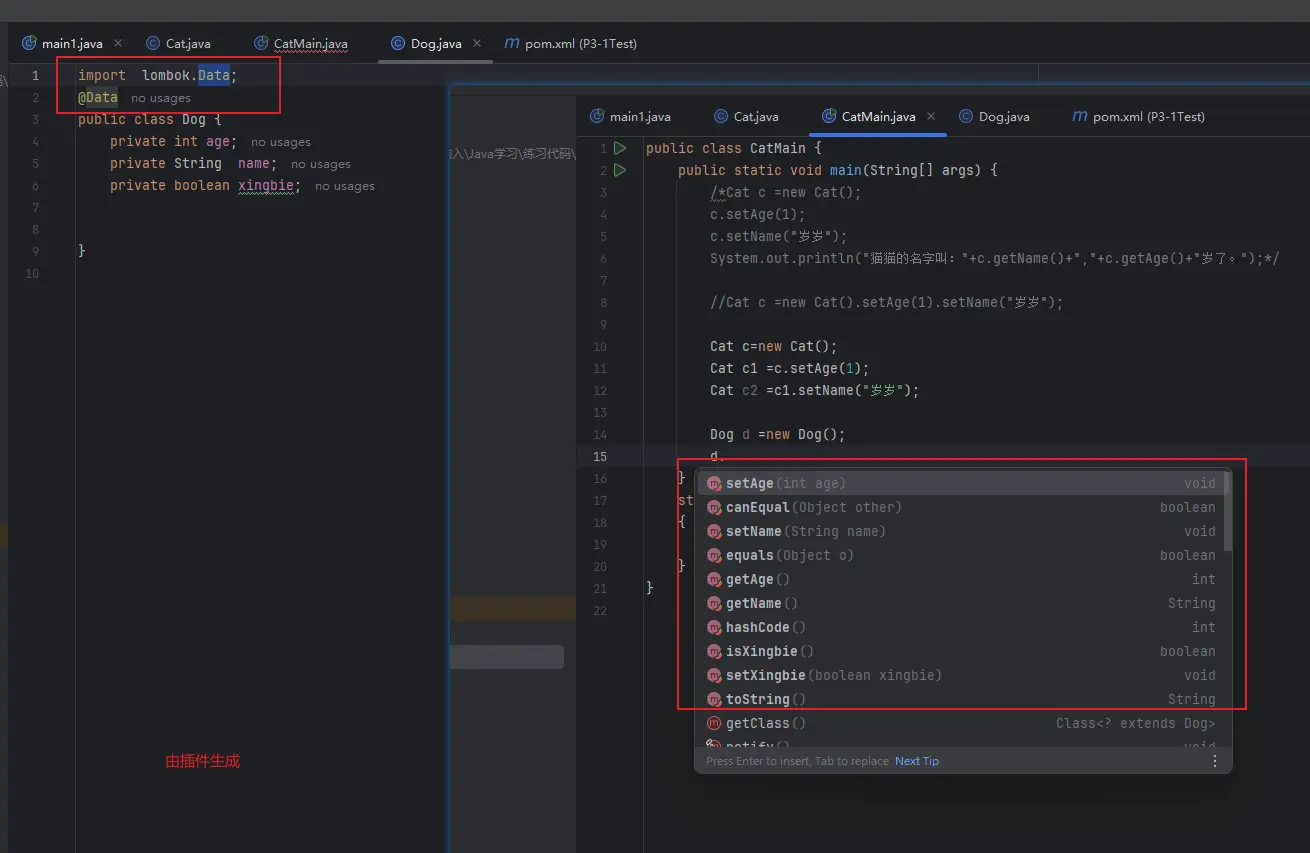 main1.java
Cat.java
CatMain.java
Dog.java
pom.xml (P3-1Test)
1 import lombok.Data;
2 @Data no usages
3 public class Dog {
4 private int age; no usages
5 private String name; no usages
6 private boolean xingbie; no usages
7
8
9 }
10
由插件生成
main1.java
Cat.java
CatMain.java
Dog.java
pom.xml (P3-1Test)
\Java学习\练习代码\
1 public class CatMain {
2 public static void main(String[] args) {
3 /*Cat c =new Cat();
4 c.setAge(1);
5 c.setName("岁岁");
6 System.out.println("猫猫的名字叫："+c.getName()+","+c.getAge()+"岁了。");*/
7
8 //Cat c =new Cat().setAge(1).setName("岁岁");
9
10 Cat c=new Cat();
11 Cat c1 =c.setAge(1);
12 Cat c2 =c1.setName("岁岁");
13
14 Dog d =new Dog();
15 d.
16 }
17 st
18 {
19
20 }
21 }
22
m setAge(int age) void
m canEqual(Object other) boolean
m setName(String name) void
m equals(Object o) boolean
m getAge() int
m getName() String
m hashCode() int
m isXingbie() boolean
m setXingbie(boolean xingbie) void
m toString() String
m getClass() Class<? extends Dog>
notify() void
Press Enter to insert, Tab to replace Next Tip